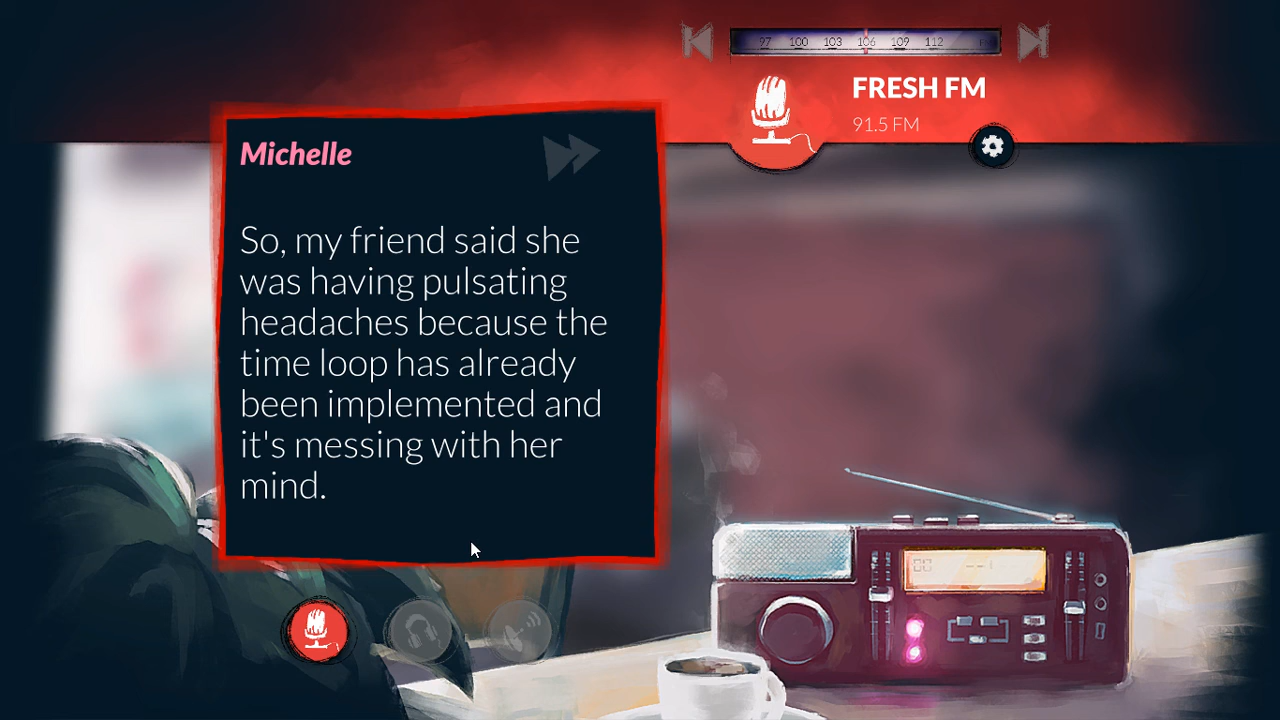 97 100 103 106 109 112
FRESH FM
91.5 FM
Michelle
So, my friend said she
was having pulsating
headaches because the
time loop has already
been implemented and
it's messing with her
mind.